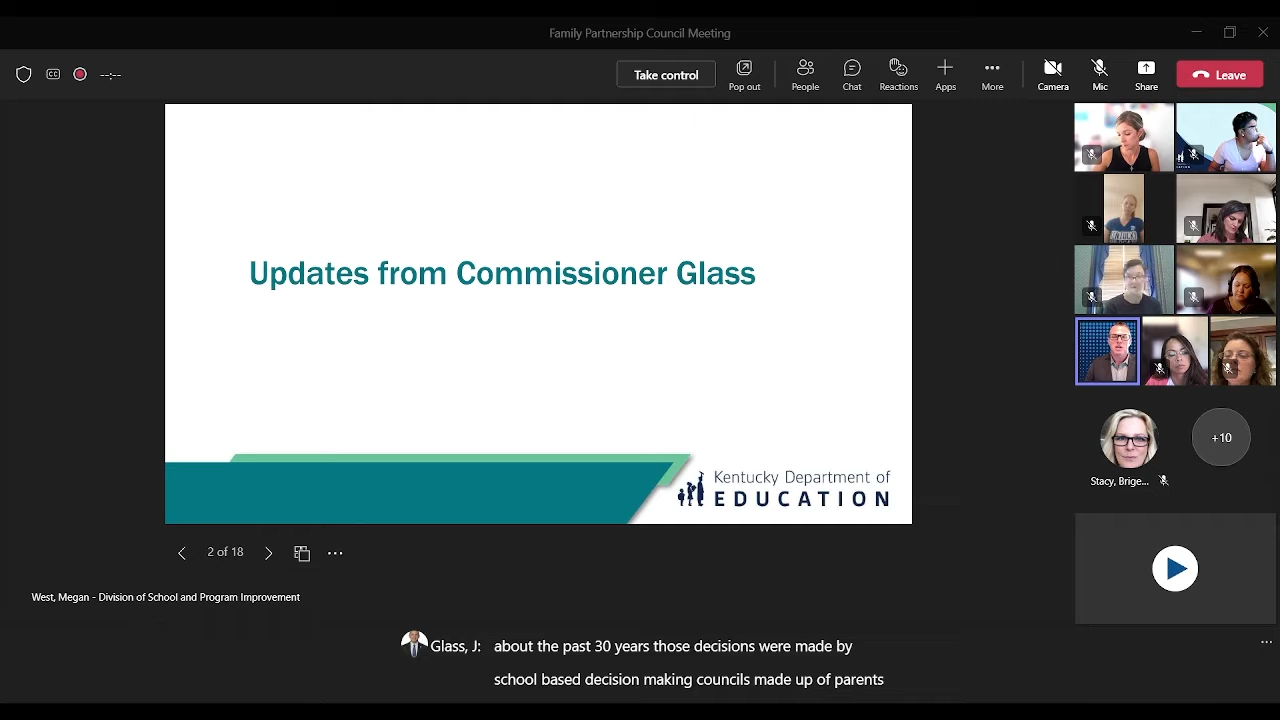 Family Partnership Council Meeting
CC
--:--
Take control
Pop out
People
Chat
Reactions
Apps
More
Camera
Mic
Share
Leave
Updates from Commissioner Glass
Kentucky Department of
EDUCATION
+10
Stacy, Brige...
2 of 18
West, Megan - Division of School and Program Improvement
Glass, J: about the past 30 years those decisions were made by
school based decision making councils made up of parents